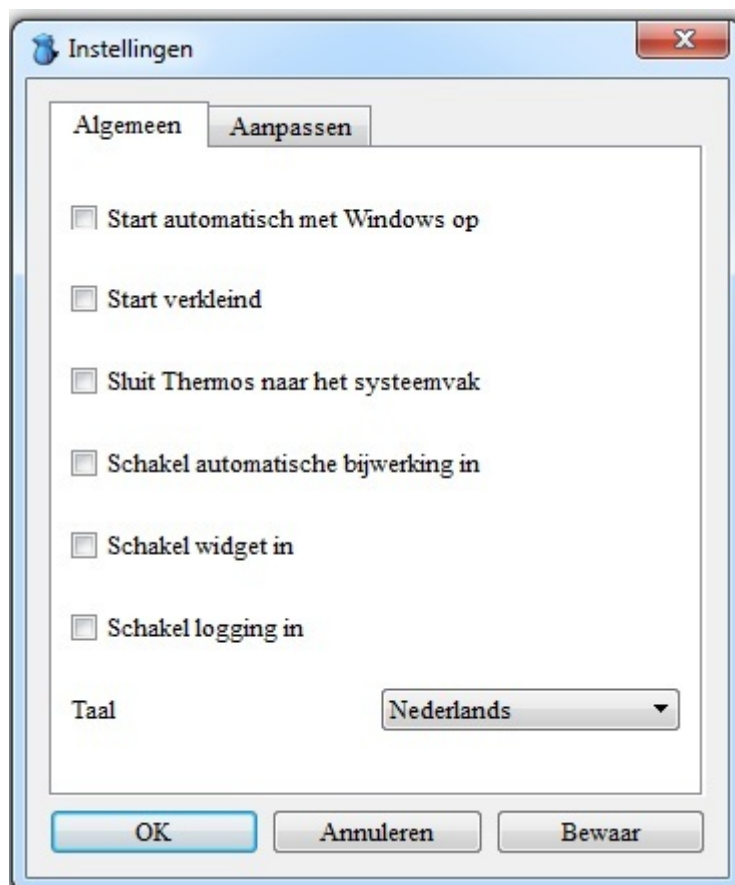 Instellingen
Algemeen
Aanpassen
Start automatisch met Windows op
Start verkleind
Sluit Thermos naar het systeemvak
Schakel automatische bijwerking in
Schakel widget in
Schakel logging in
Taal
Nederlands
OK
Annuleren
Bewaar